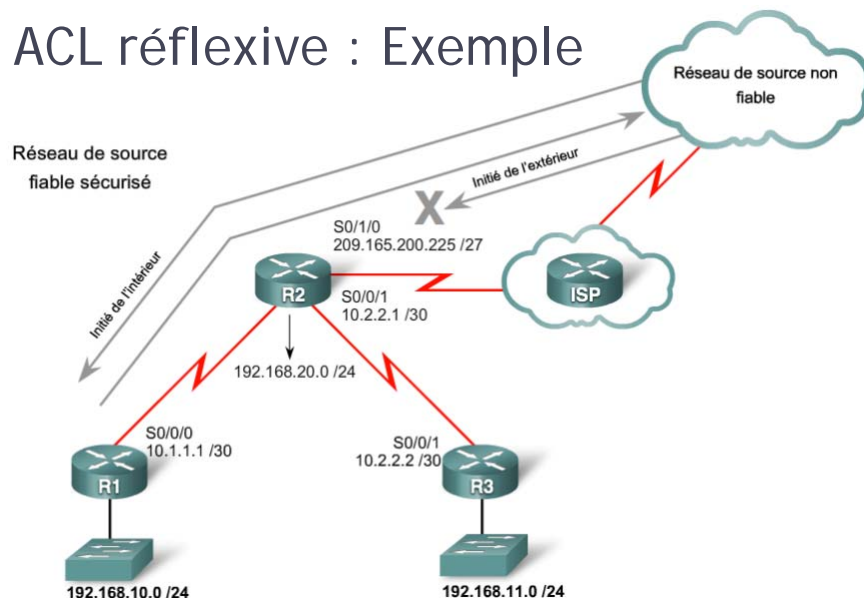 ACL réflexive : Exemple
Réseau de source non
fiable
Réseau de source
fiable sécurisé
Initié de l'extérieur
X
Initié de l'intérieur
S0/1/0
209.165.200.225 /27
R2
S0/0/1
10.2.2.1 /30
ISP
192.168.20.0 /24
S0/0/0
10.1.1.1 /30
R1
S0/0/1
10.2.2.2 /30
R3
192.168.10.0 /24
192.168.11.0 /24